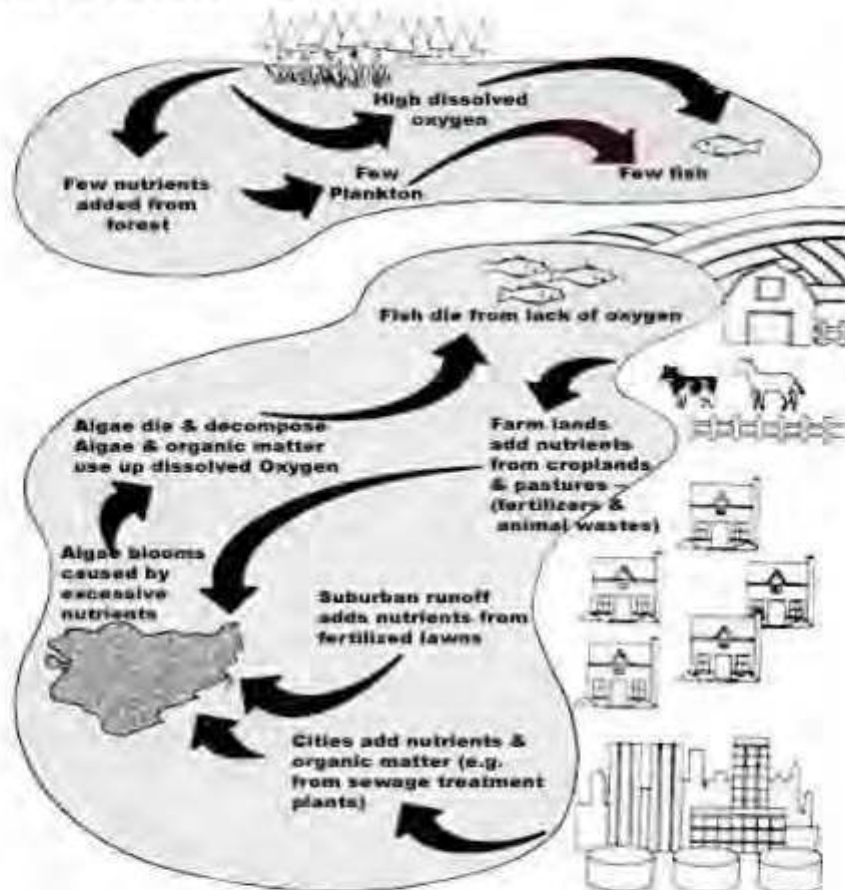 High dissolved
oxygen
Few nutrients
added from
forest
Few
Plankton
Few fish
Fish die from lack of oxygen
Algae die & decompose
Algae & organic matter
use up dissolved Oxygen
Farm lands
add nutrients
from croplands
& pastures –
(fertilizers &
animal wastes)
Algae blooms
caused by
excessive
nutrients
Suburban runoff
adds nutrients from
fertilized lawns
Cities add nutrients &
organic matter (e.g.
from sewage treatment
plants)